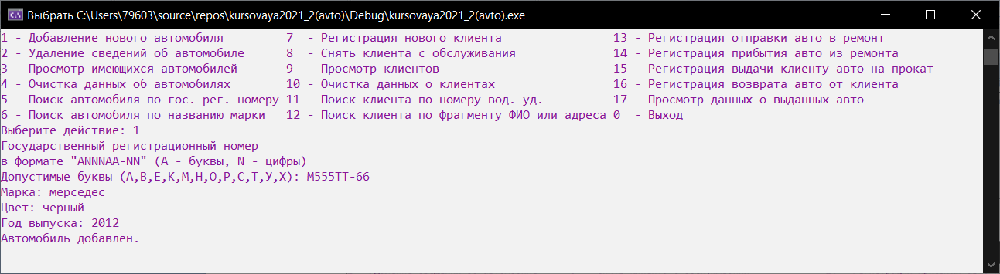 Выбрать C:\Users\79603\source\repos\kursovaya2021_2(avto)\Debug\kursovaya2021_2(avto).exe
1 - Добавление нового автомобиля 7 - Регистрация нового клиента 13 - Регистрация отправки авто в ремонт
2 - Удаление сведений об автомобиле 8 - Снять клиента с обслуживания 14 - Регистрация прибытия авто из ремонта
3 - Просмотр имеющихся автомобилей 9 - Просмотр клиентов 15 - Регистрация выдачи клиенту авто на прокат
4 - Очистка данных об автомобилях 10 - Очистка данных о клиентах 16 - Регистрация возврата авто от клиента
5 - Поиск автомобиля по гос. рег. номеру 11 - Поиск клиента по номеру вод. уд. 17 - Просмотр данных о выданных авто
6 - Поиск автомобиля по названию марки 12 - Поиск клиента по фрагменту ФИО или адреса 0 - Выход
Выберите действие: 1
Государственный регистрационный номер
в формате "ANNNAA-NN" (A - буквы, N - цифры)
Допустимые буквы (А,В,Е,К,М,Н,О,Р,С,Т,У,Х): М555ТТ-66
Марка: мерседес
Цвет: черный
Год выпуска: 2012
Автомобиль добавлен.